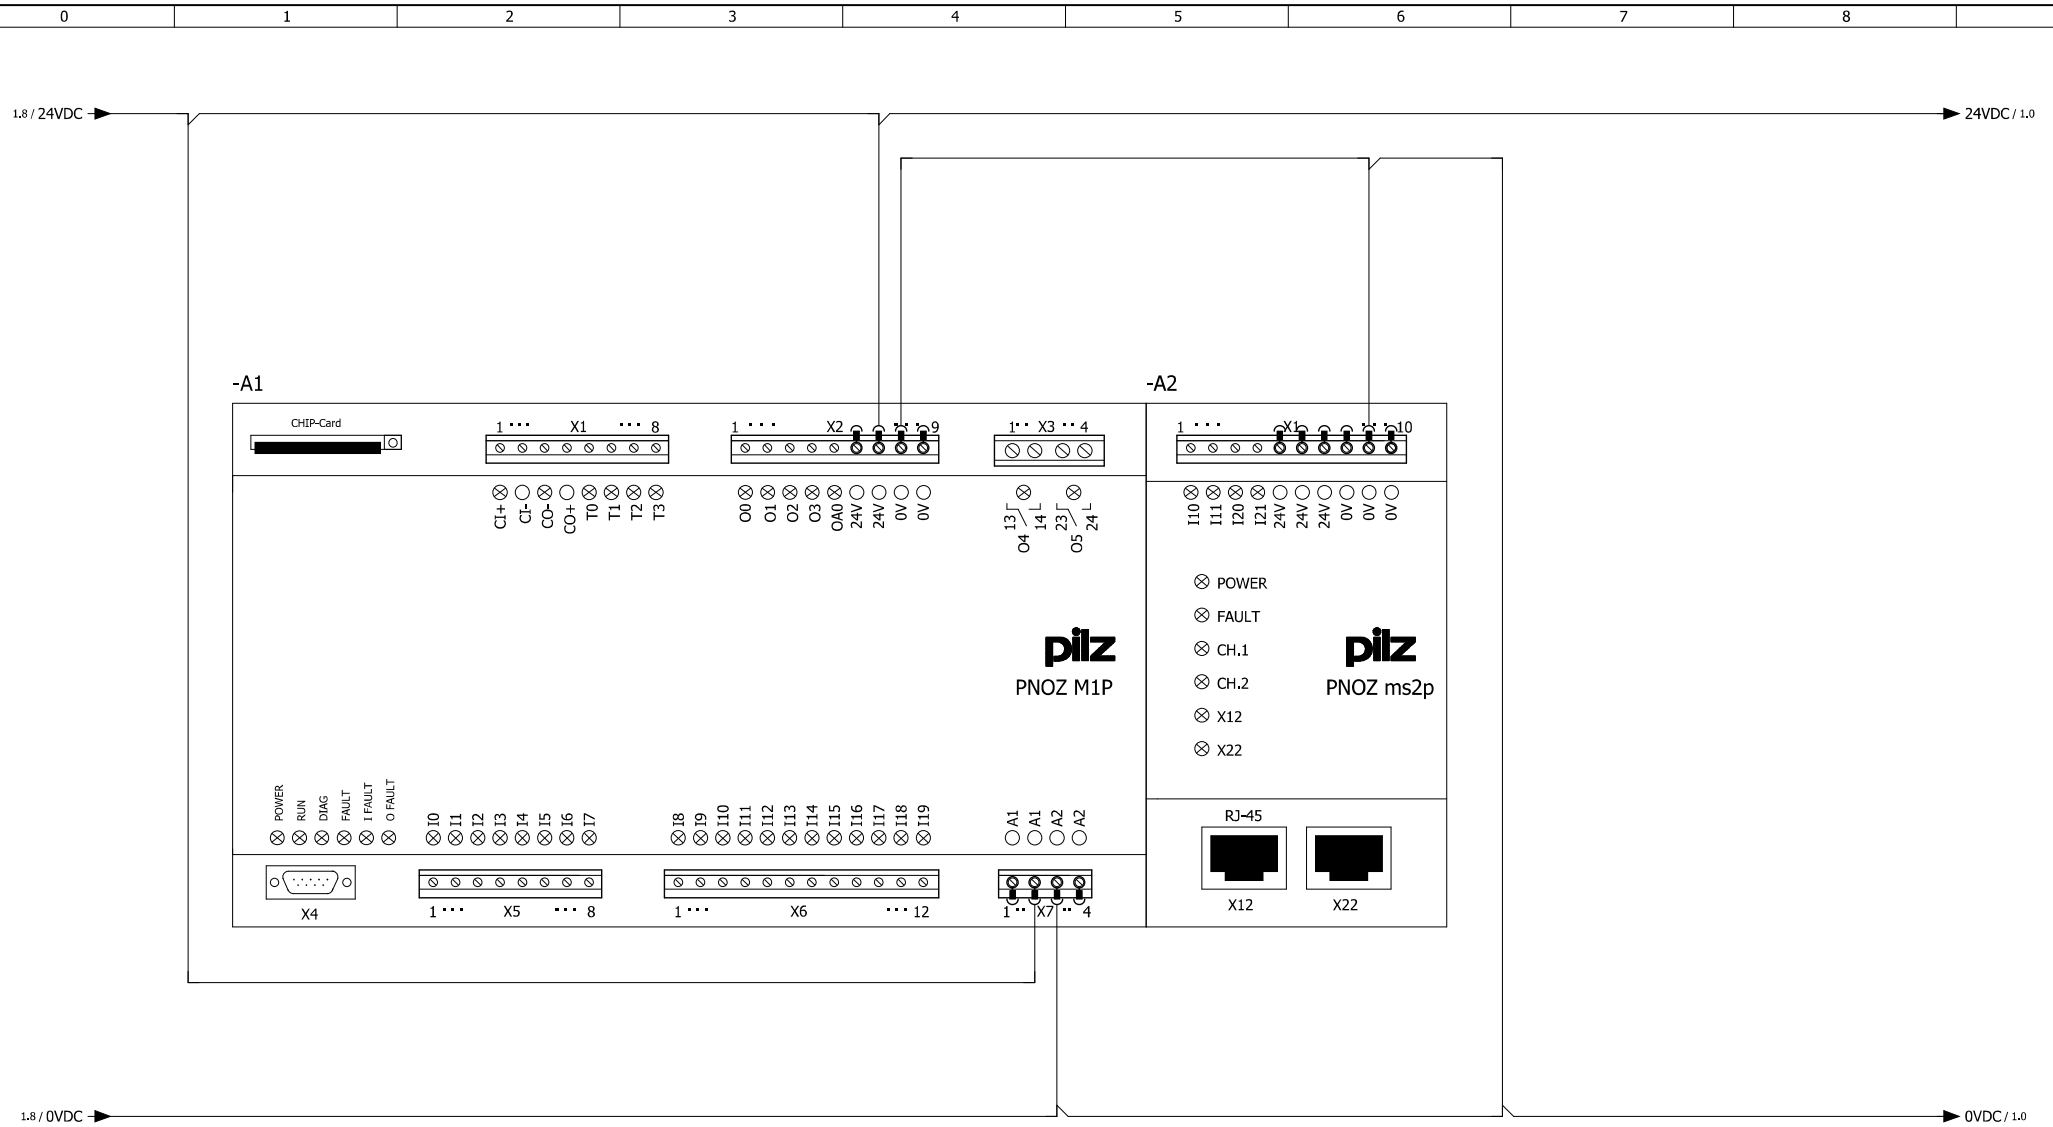 0 1 2 3 4 5 6 7 8
1.8 / 24VDC 24VDC / 1.0
-A1 -A2
CHIP-Card
1 X1 8 1 X2 9 1 X3 4 1 X1 10
CI+ CI- CO- CO+ T0 T1 T2 T3 O0 O1 O2 O3 OA0 24V 24V 0V 0V 13 14 23 24 I10 I11 I20 I21 24V 24V 24V 0V 0V 0V
O4 O5
POWER
FAULT
CH.1
CH.2
X12
X22
pilz pilz
PNOZ M1P PNOZ ms2p
POWER RUN DIAG FAULT I FAULT O FAULT I0 I1 I2 I3 I4 I5 I6 I7 I8 I9 I10 I11 I12 I13 I14 I15 I16 I17 I18 I19 A1 A1 A2 A2
RJ-45
X4 1 X5 8 1 X6 12 1 X7 4 X12 X22
1.8 / 0VDC 0VDC / 1.0